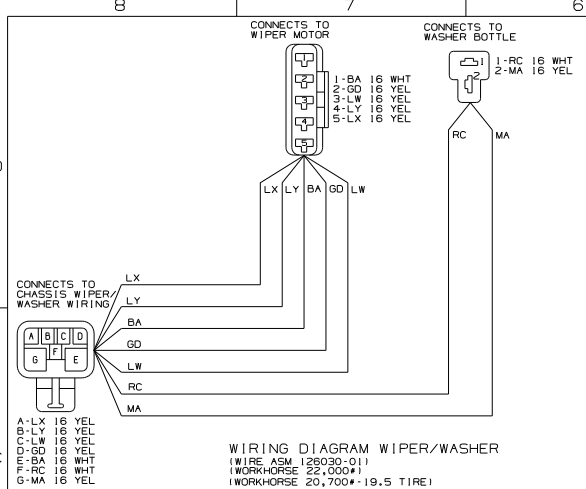 8 7 6
CONNECTS TO
WIPER MOTOR
1
2
3
4
5
1-BA 16 WHT
2-GD 16 YEL
3-LW 16 YEL
4-LY 16 YEL
5-LX 16 YEL
CONNECTS TO
WASHER BOTTLE
1
2
1-RC 16 WHT
2-MA 16 YEL
RC MA
LX LY BA GD LW
CONNECTS TO
CHASSIS WIPER/
WASHER WIRING
LX
LY
BA
GD
LW
RC
MA
A B C D
G F E
A-LX 16 YEL
B-LY 16 YEL
C-LW 16 YEL
D-GD 16 YEL
E-BA 16 WHT
F-RC 16 WHT
G-MA 16 YEL
WIRING DIAGRAM WIPER/WASHER
(WIRE ASM 126030-01)
(WORKHORSE 22,000#)
(WORKHORSE 20,700#-19.5 TIRE)